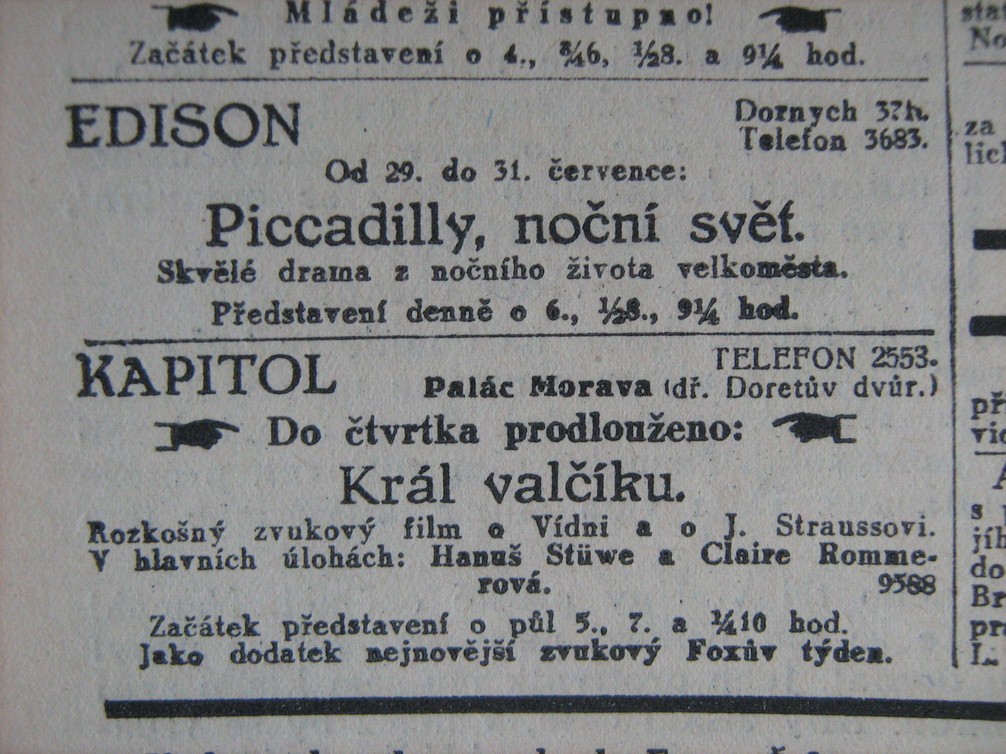 Mládeži přístupno!
Začátek představení o 4., ¾6, ½8. a 9¼ hod.
EDISON
Dornych 37h.
Telefon 3683.
Od 29. do 31. července:
Piccadilly, noční svět.
Skvělé drama z nočního života velkoměsta.
Představení denně o 6., ½8., 9¼ hod.
KAPITOL
TELEFON 2553.
Palác Morava (dř. Doretův dvůr.)
Do čtvrtka prodlouženo:
Král valčíku.
Rozkošný zvukový film o Vídni a o J. Straussovi.
V hlavních úlohách: Hanuš Stüwe a Claire Romme-
rová.
9588
Začátek představení o půl 5., 7. a ¼10 hod.
Jako dodatek nejnovější zvukový Foxův týden.
za